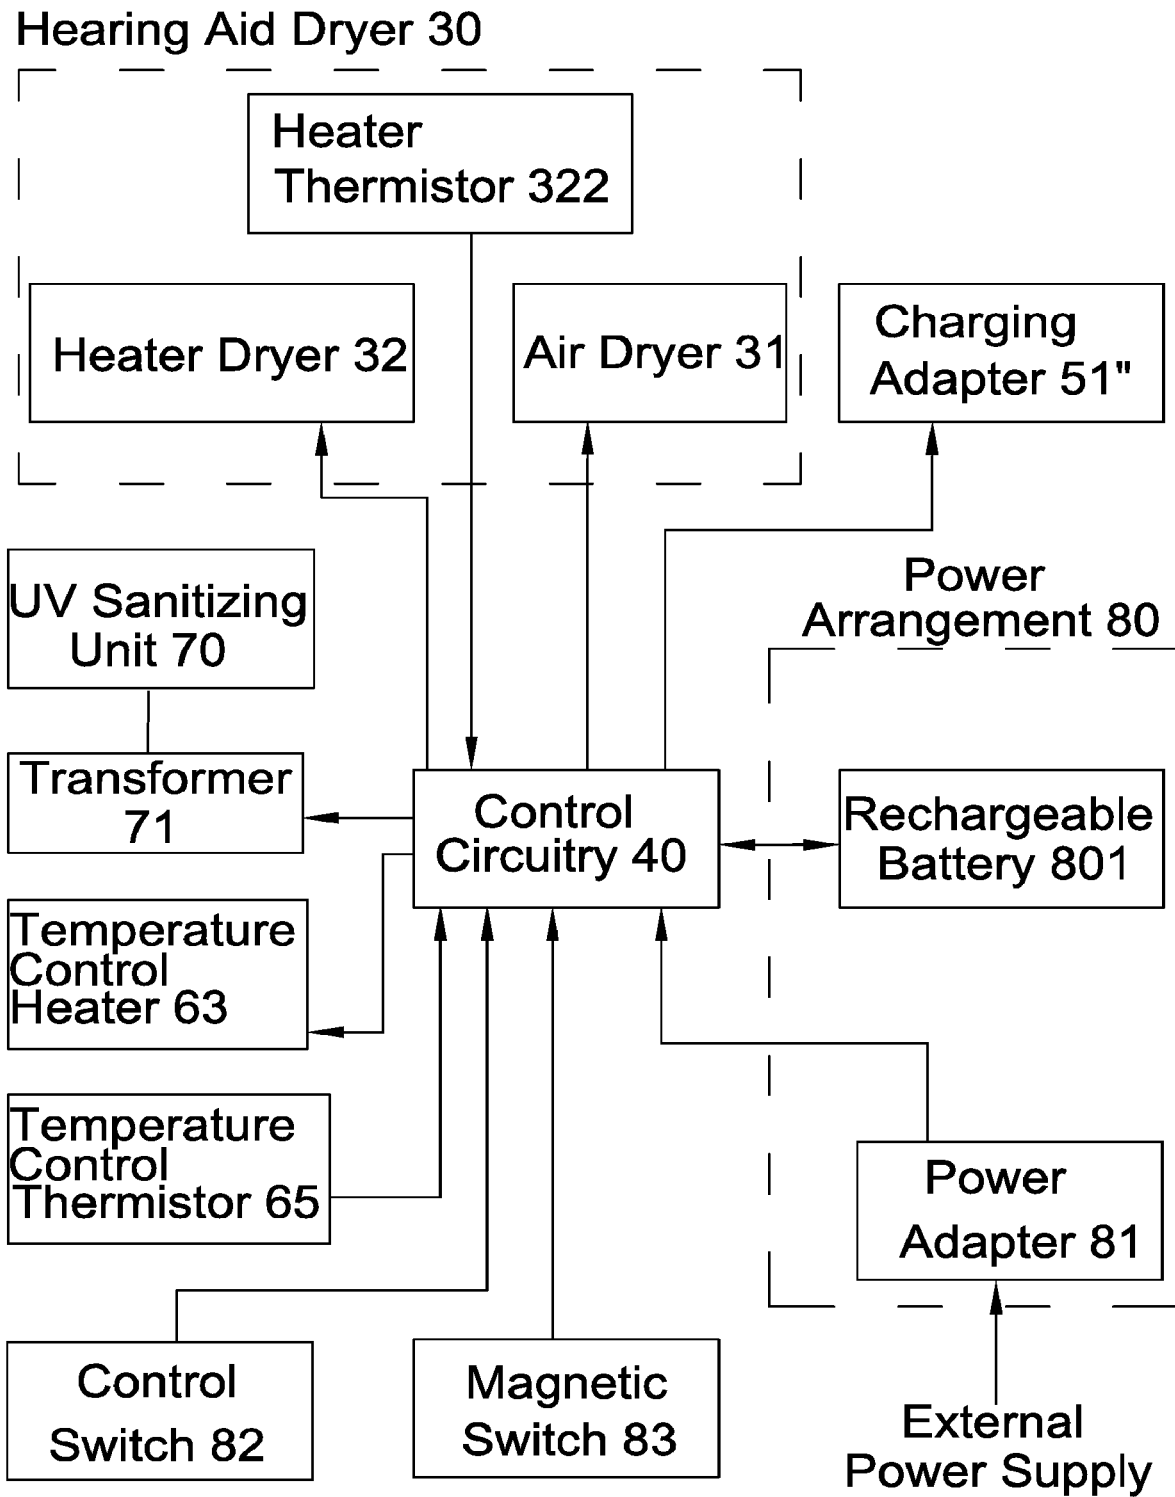 Hearing Aid Dryer 30
Heater
Thermistor 322
Heater Dryer 32
Air Dryer 31
Charging
Adapter 51"
UV Sanitizing
Unit 70
Power
Arrangement 80
Transformer
71
Control
Circuitry 40
Rechargeable
Battery 801
Temperature
Control
Heater 63
Temperature
Control
Thermistor 65
Power
Adapter 81
Control
Switch 82
Magnetic
Switch 83
External
Power Supply